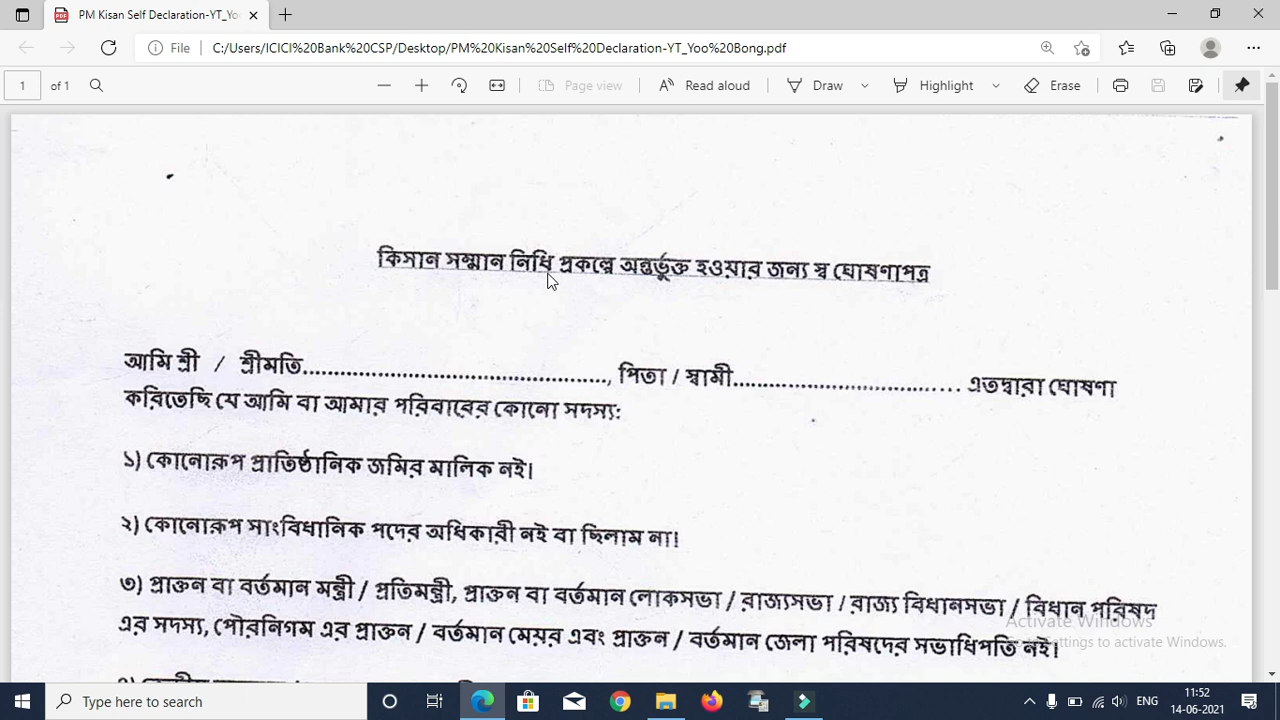 PM Kisan Self Declaration-YT_Yo
File
C:/Users/ICICI%20Bank%20CSP/Desktop/PM%20Kisan%20Self%20Declaration-YT_Yoo%20Bong.pdf
1 of 1 Page view Read aloud Draw Highlight Erase
কিসান সম্মান নিধি প্রকল্পে অন্তর্ভূক্ত হওয়ার জন্য স্ব ঘোষণাপত্র
আমি শ্রী / শ্রীমতি...................................................., পিতা / স্বামী...................................... এতদ্বারা ঘোষণা
করিতেছি যে আমি বা আমার পরিবারের কোনো সদস্য:
১) কোনোরূপ প্রাতিষ্ঠানিক জমির মালিক নই।
২) কোনোরূপ সাংবিধানিক পদের অধিকারী নই বা ছিলাম না।
৩) প্রাক্তন বা বর্তমান মন্ত্রী / প্রতিমন্ত্রী, প্রাক্তন বা বর্তমান লোকসভা / রাজ্যসভা / রাজ্য বিধানসভা / বিধান পরিষদ
এর সদস্য, পৌরনিগম এর প্রাক্তন / বর্তমান মেয়র এবং প্রাক্তন / বর্তমান জেলা পরিষদের সভাধিপতি নই।
Activate Windows
Go to Settings to activate Windows.
Type here to search
ENG
11:52
14-06-2021